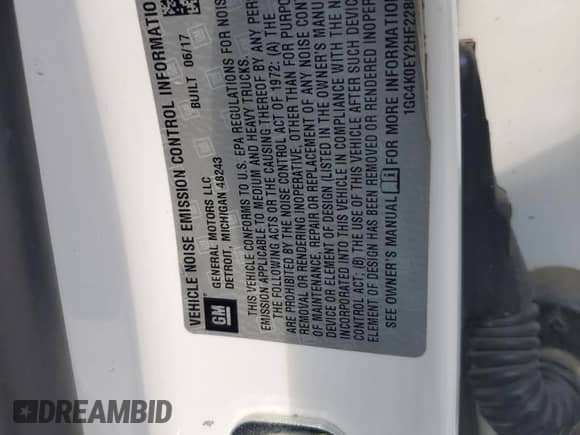 VEHICLE NOISE EMISSION CONTROL INFORMATIO
GM
GENERAL MOTORS LLC
DETROIT, MICHIGAN 48243
BUILT 06/17
THIS VEHICLE CONFORMS TO U.S. EPA REGULATIONS FOR NOIS
EMISSION APPLICABLE TO MEDIUM AND HEAVY TRUCKS.
THE FOLLOWING ACTS OR THE CAUSING THEREOF BY ANY PER
ARE PROHIBITED BY THE NOISE CONTROL ACT OF 1972: (A) THE
REMOVAL OR RENDERING INOPERATIVE, OTHER THAN FOR PURPO
OF MAINTENANCE, REPAIR OR REPLACEMENT OF ANY NOISE CONT
DEVICE OR ELEMENT OF DESIGN (LISTED IN THE OWNER'S MANU
INCORPORATED INTO THIS VEHICLE IN COMPLIANCE WITH THE N
CONTROL ACT; (B) THE USE OF THIS VEHICLE AFTER SUCH DEVIC
ELEMENT OF DESIGN HAS BEEN REMOVED OR RENDERED INOPER
SEE OWNER'S MANUAL FOR MORE INFORMATION
1GC4K0EY2HF228
DREAMBID